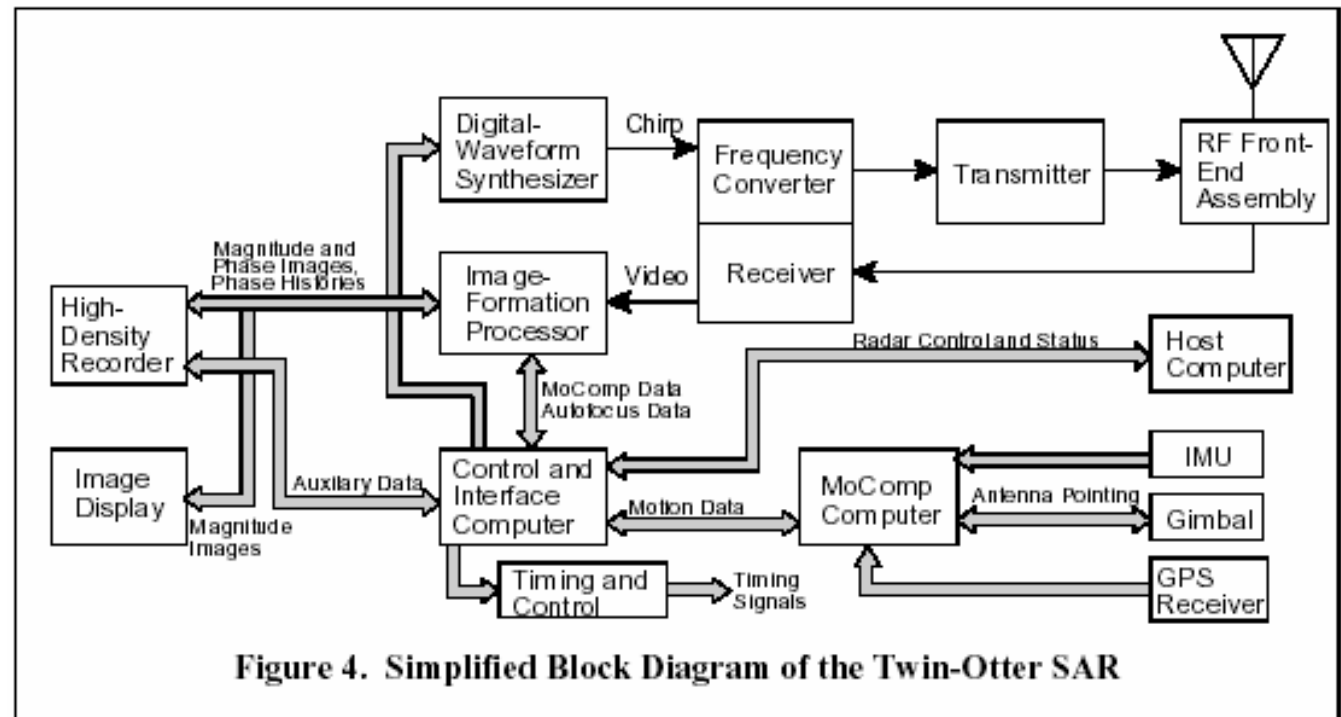 Digital-
Waveform
Synthesizer
Chirp
Frequency
Converter
Transmitter
RF Front-
End
Assembly
Magnitude and
Phase Images,
Phase Histories
High-
Density
Recorder
Image-
Formation
Processor
Video
Receiver
Radar Control and Status
Host
Computer
MoComp Data
Autofocus Data
Image
Display
Magnitude
Images
Auxilary Data
Control and
Interface
Computer
Motion Data
MoComp
Computer
IMU
Antenna Pointing
Gimbal
GPS
Receiver
Timing and
Control
Timing
Signals
Figure 4. Simplified Block Diagram of the Twin-Otter SAR